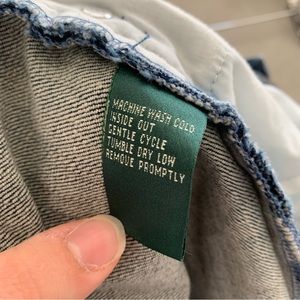 MACHINE WASH COLD
INSIDE OUT
GENTLE CYCLE
TUMBLE DRY LOW
REMOVE PROMPTLY